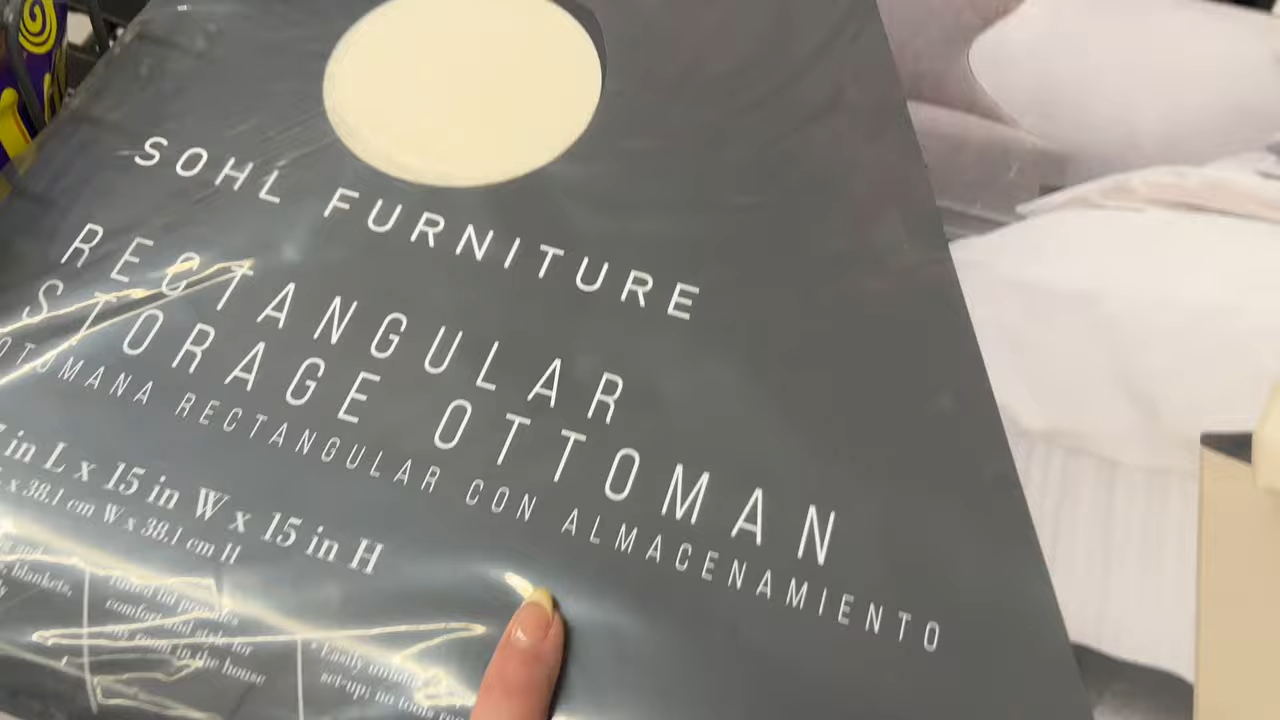 SOHL FURNITURE
RECTANGULAR
STORAGE OTTOMAN
OTOMANA RECTANGULAR CON ALMACENAMIENTO
in L x 15 in W x 15 in H
x 38.1 cm W x 38.1 cm H
and
blankets,
tufted lid provides
comfort and style for
any room in the house
• Easily
set-up; no tools